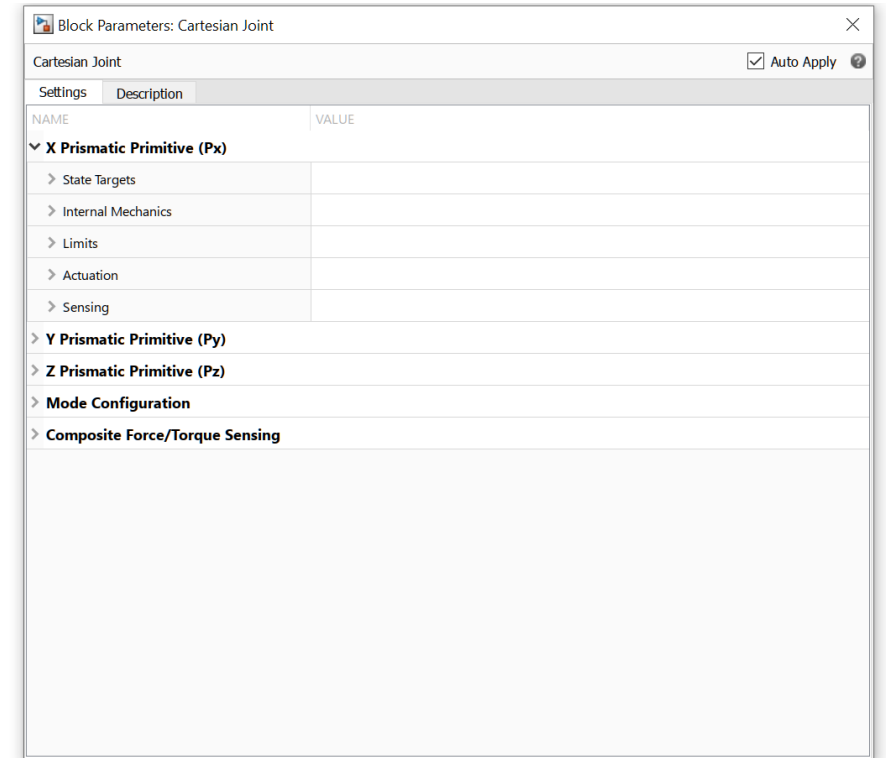 Block Parameters: Cartesian Joint
Cartesian Joint
Auto Apply
Settings Description
NAME VALUE
X Prismatic Primitive (Px)
State Targets
Internal Mechanics
Limits
Actuation
Sensing
Y Prismatic Primitive (Py)
Z Prismatic Primitive (Pz)
Mode Configuration
Composite Force/Torque Sensing